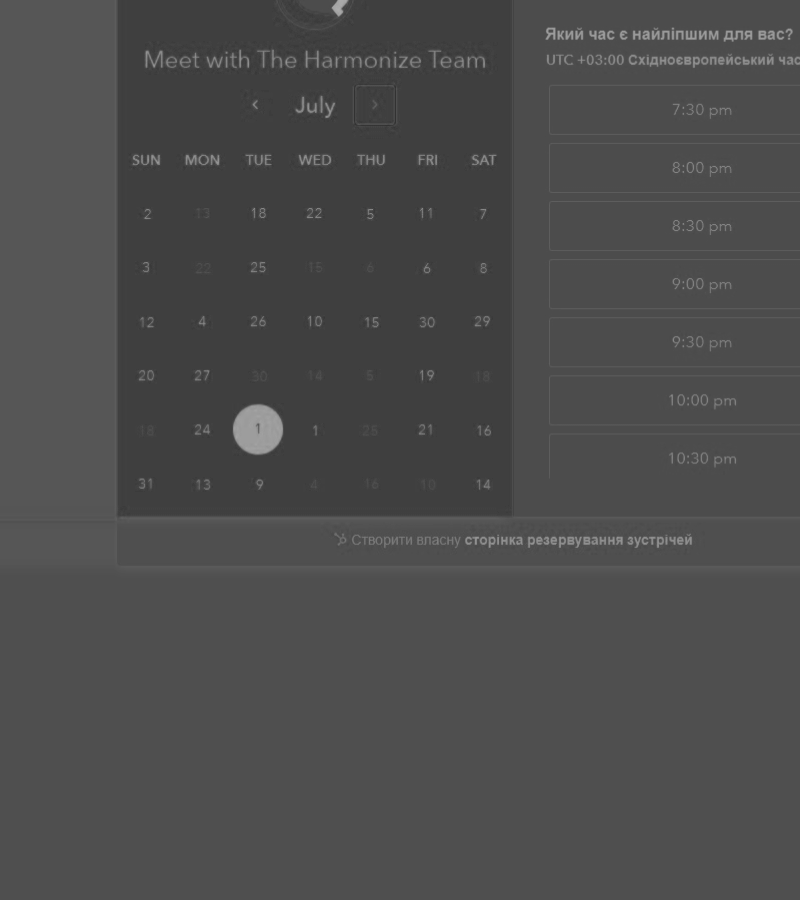 Meet with The Harmonize Team
July
SUN MON TUE WED THU FRI SAT
2 13 18 22 5 11 7
3 22 25 15 6 6 8
12 4 26 10 15 30 29
20 27 30 14 5 19 18
18 24 1 1 25 21 16
31 13 9 4 16 10 14
Який час є найліпшим для вас?
UTC +03:00 Східноєвропейський час
7:30 pm
8:00 pm
8:30 pm
9:00 pm
9:30 pm
10:00 pm
10:30 pm
Створити власну сторінка резервування зустрічей